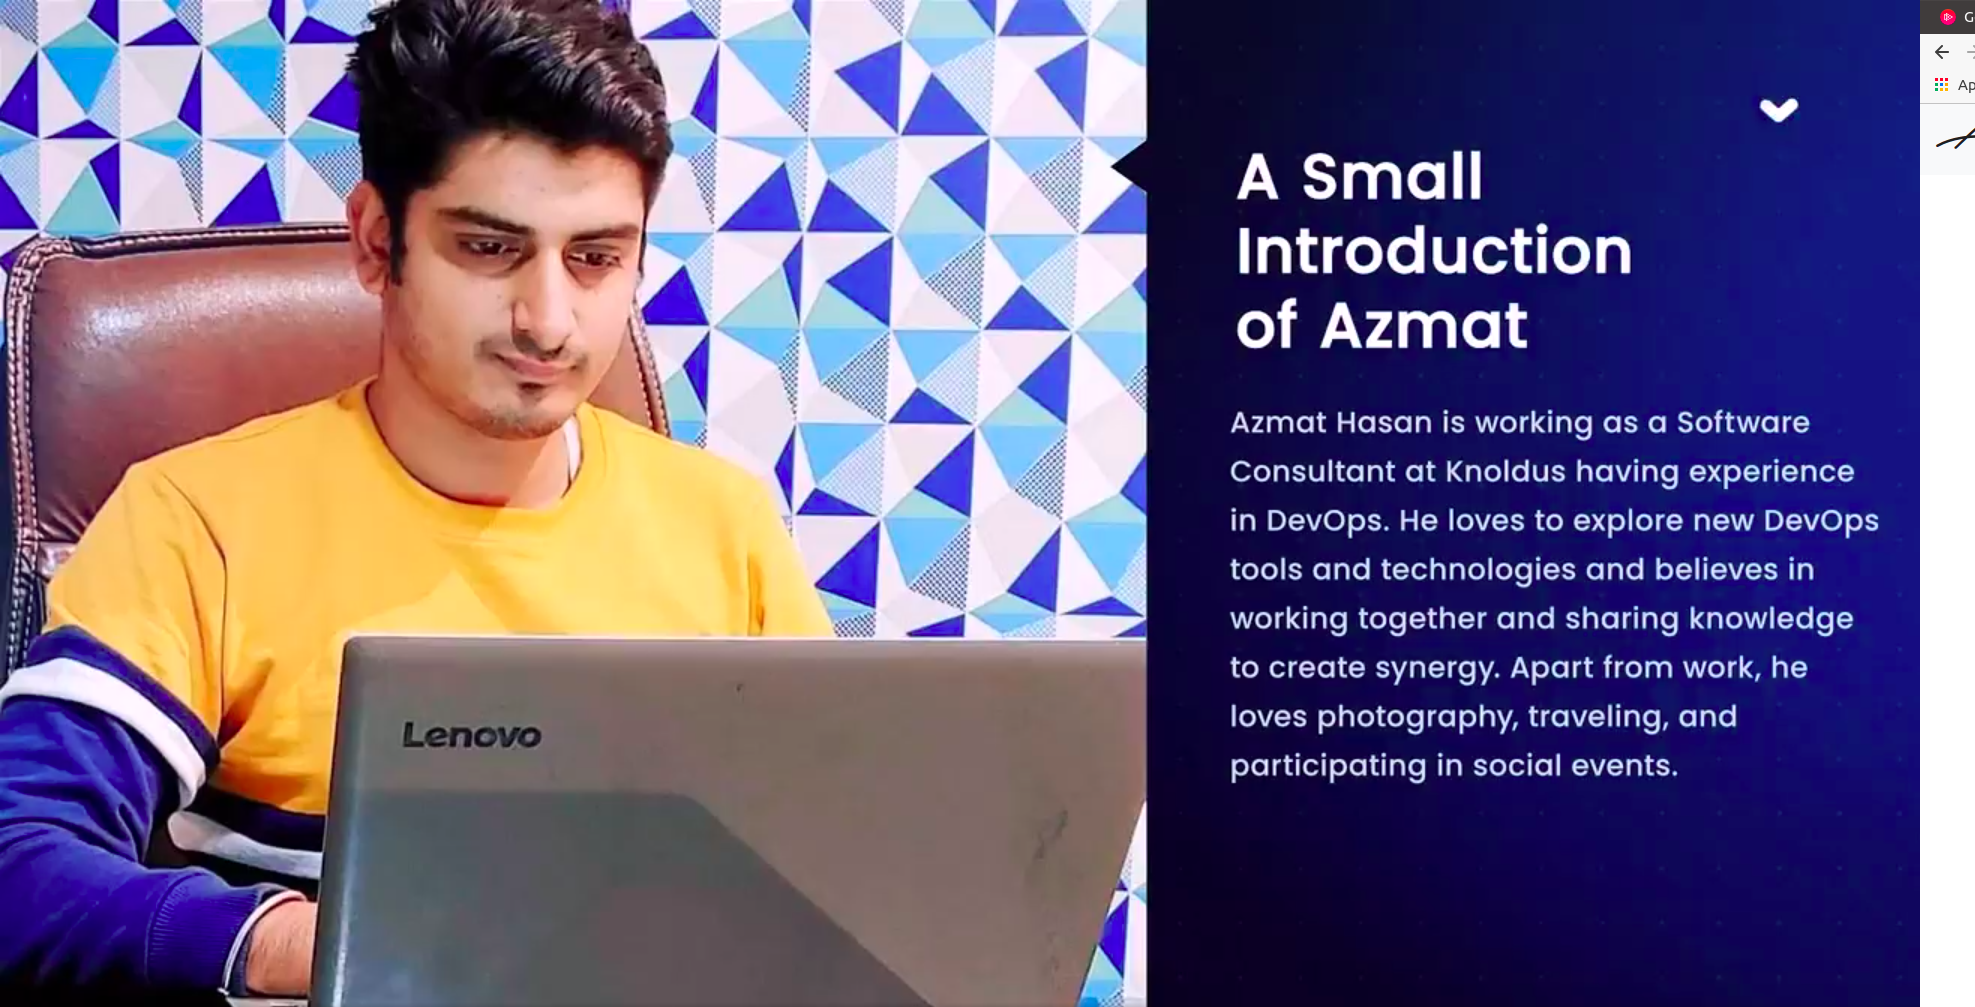 A Small
Introduction
of Azmat
Azmat Hasan is working as a Software
Consultant at Knoldus having experience
in DevOps. He loves to explore new DevOps
tools and technologies and believes in
working together and sharing knowledge
to create synergy. Apart from work, he
loves photography, traveling, and
participating in social events.
Lenovo
G
Ap